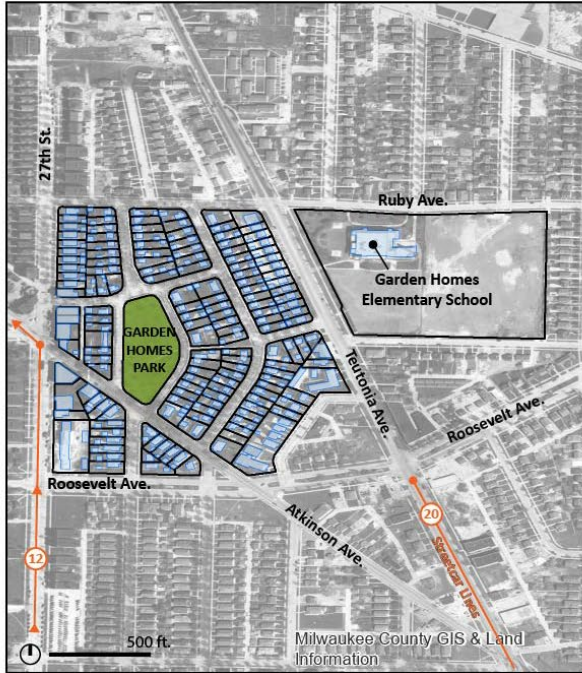 27th St.
Ruby Ave.
Garden Homes
Elementary School
GARDEN
HOMES
PARK
Teutonia Ave.
Roosevelt Ave.
Roosevelt Ave.
Atkinson Ave.
20
Streetcar Lines
12
500 ft.
Milwaukee County GIS & Land
Information